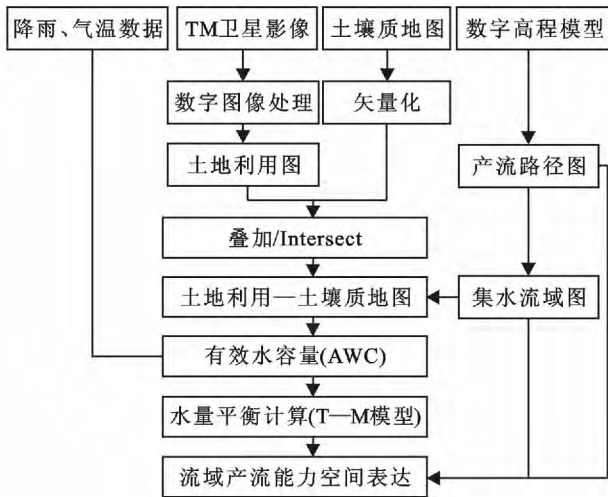 降雨、气温数据
TM卫星影像
土壤质地图
数字高程模型
数字图像处理
矢量化
土地利用图
产流路径图
叠加/Intersect
土地利用—土壤质地图
集水流域图
有效水容量(AWC)
水量平衡计算(T—M模型)
流域产流能力空间表达